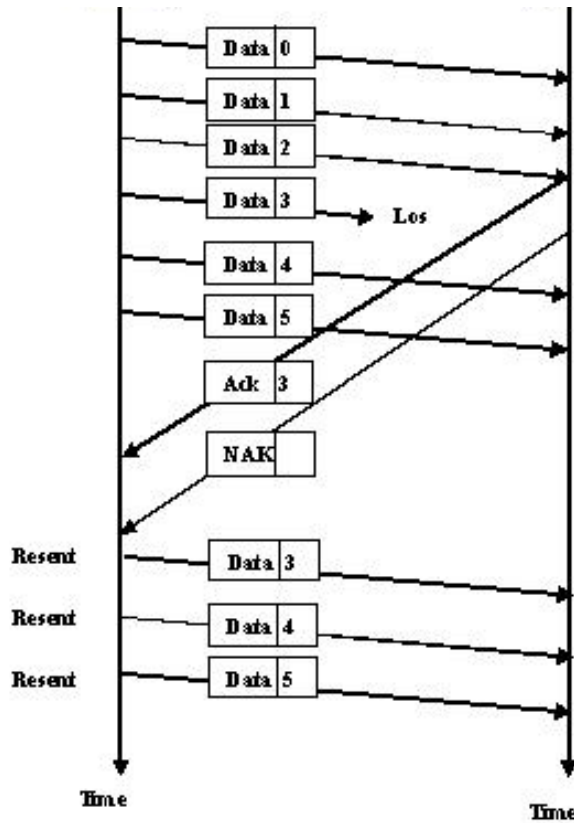 Data 0
Data 1
Data 2
Data 3
Los
Data 4
Data 5
Ack 3
NAK
Resent
Data 3
Resent
Data 4
Resent
Data 5
Time
Time